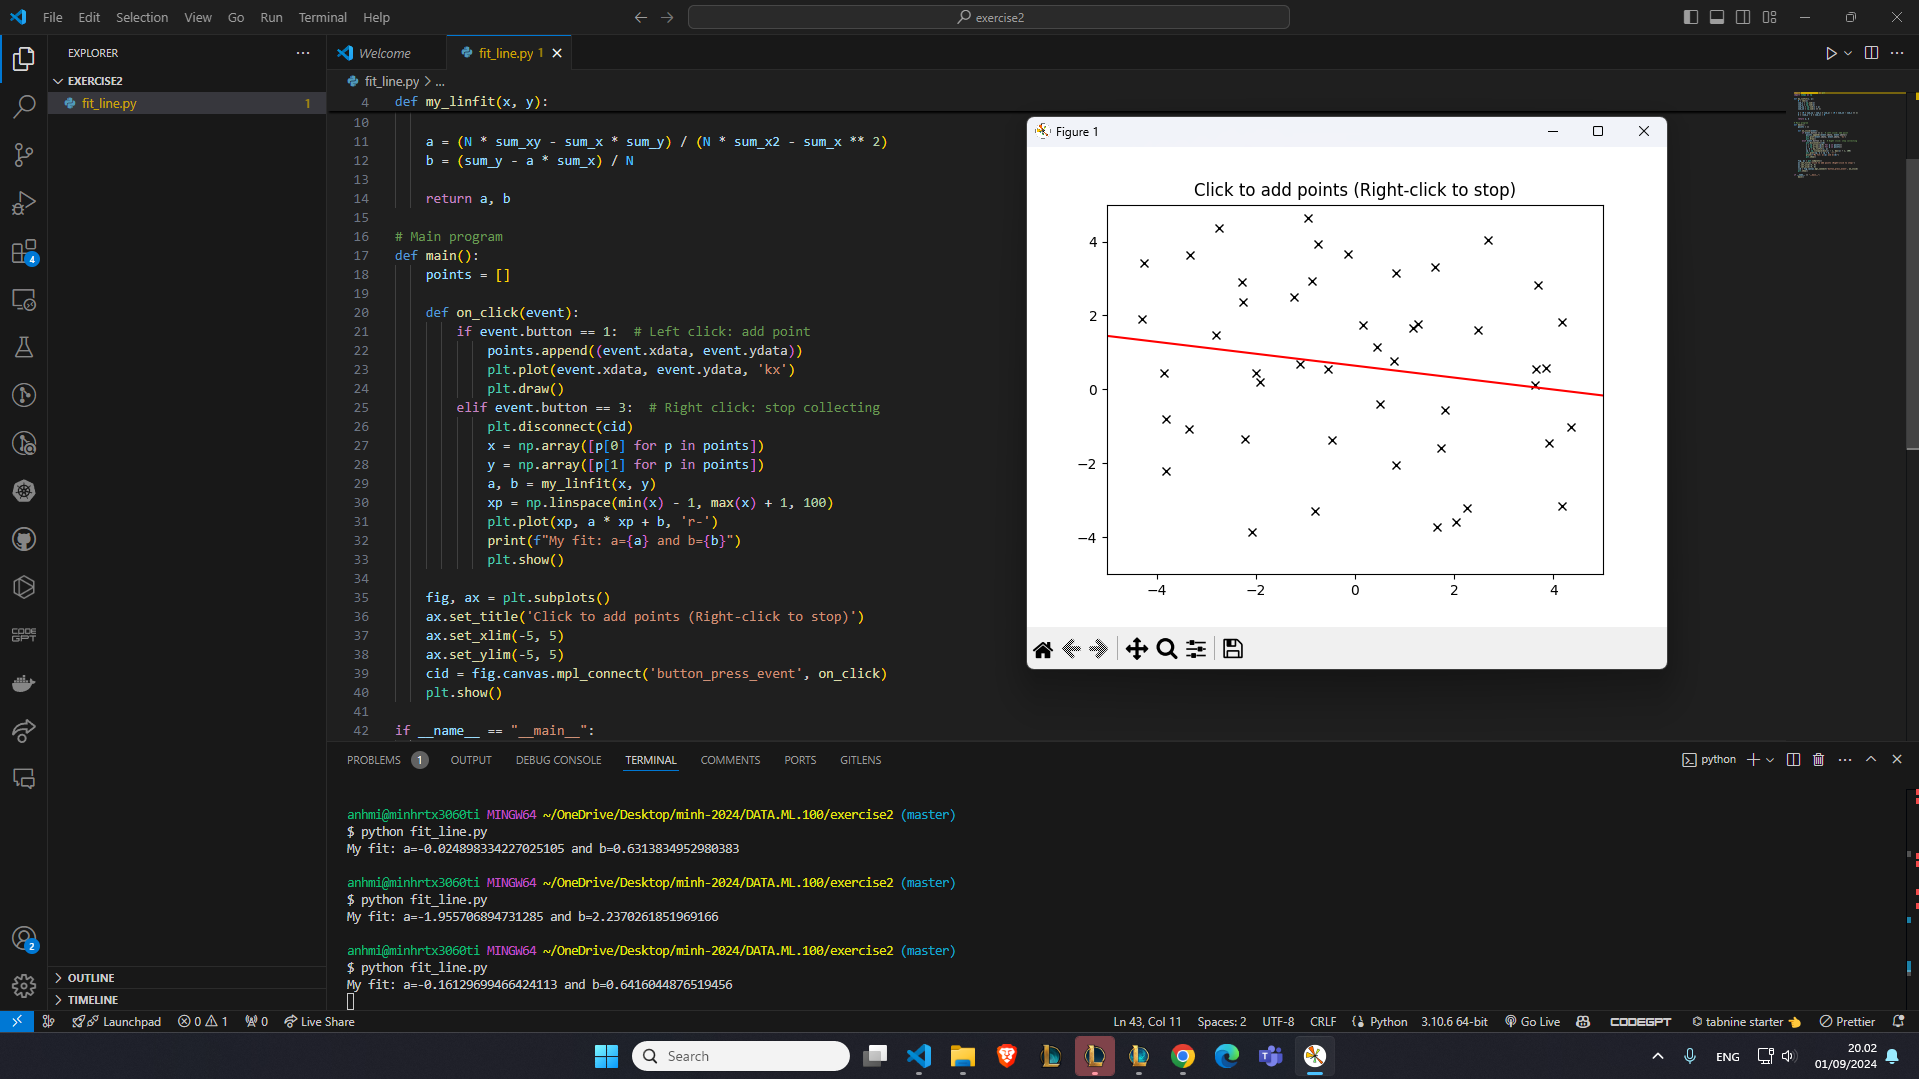 File Edit Selection View Go Run Terminal Help
exercise2
EXPLORER
Welcome
fit_line.py 1
EXERCISE2
fit_line.py 1
fit_line.py > ...
4 def my_linfit(x, y):
10
11 a = (N * sum_xy - sum_x * sum_y) / (N * sum_x2 - sum_x ** 2)
12 b = (sum_y - a * sum_x) / N
13
14 return a, b
15
16 # Main program
17 def main():
18 points = []
19
20 def on_click(event):
21 if event.button == 1:  # Left click: add point
22 points.append((event.xdata, event.ydata))
23 plt.plot(event.xdata, event.ydata, 'kx')
24 plt.draw()
25 elif event.button == 3:  # Right click: stop collecting
26 plt.disconnect(cid)
27 x = np.array([p[0] for p in points])
28 y = np.array([p[1] for p in points])
29 a, b = my_linfit(x, y)
30 xp = np.linspace(min(x) - 1, max(x) + 1, 100)
31 plt.plot(xp, a * xp + b, 'r-')
32 print(f"My fit: a={a} and b={b}")
33 plt.show()
34
35 fig, ax = plt.subplots()
36 ax.set_title('Click to add points (Right-click to stop)')
37 ax.set_xlim(-5, 5)
38 ax.set_ylim(-5, 5)
39 cid = fig.canvas.mpl_connect('button_press_event', on_click)
40 plt.show()
41
42 if __name__ == "__main__":
Figure 1
Click to add points (Right-click to stop)
4
2
0
−2
−4
−4 −2 0 2 4
4
OUTLINE
TIMELINE
CODE
GPT
2
PROBLEMS 1 OUTPUT DEBUG CONSOLE TERMINAL COMMENTS PORTS GITLENS
python
anhmi@minhrtx3060ti MINGW64 ~/OneDrive/Desktop/minh-2024/DATA.ML.100/exercise2 (master)
$ python fit_line.py
My fit: a=-0.024898334227025105 and b=0.6313834952980383
anhmi@minhrtx3060ti MINGW64 ~/OneDrive/Desktop/minh-2024/DATA.ML.100/exercise2 (master)
$ python fit_line.py
My fit: a=-1.955706894731285 and b=2.2370261851969166
anhmi@minhrtx3060ti MINGW64 ~/OneDrive/Desktop/minh-2024/DATA.ML.100/exercise2 (master)
$ python fit_line.py
My fit: a=-0.16129699466424113 and b=0.6416044876519456
Launchpad 0 1 0 Live Share
Ln 43, Col 11 Spaces: 2 UTF-8 CRLF Python 3.10.6 64-bit Go Live CODEGPT tabnine starter Prettier
Search
ENG
20.02
01/09/2024